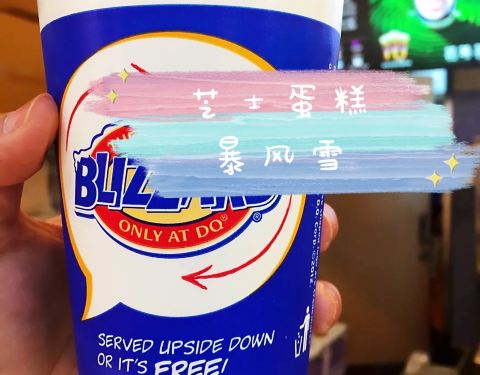 芝士蛋糕
暴风雪
BLIZZARD
ONLY AT DQ®
®
SERVED UPSIDE DOWN
OR IT'S FREE!